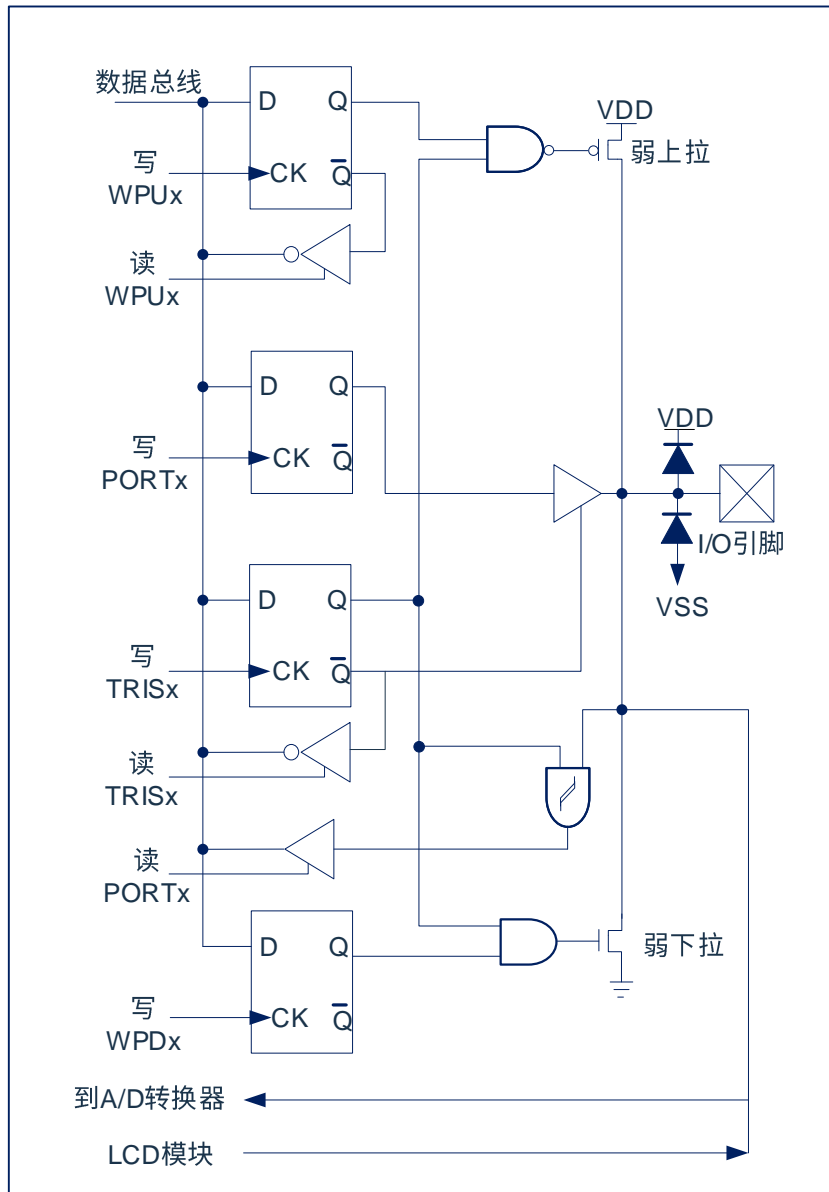 数据总线
D Q
VDD
弱上拉
写
WPUx
CK Q
读
WPUx
D Q
VDD
写
PORTx
CK Q
I/O引脚
VSS
D Q
写
TRISx
CK Q
读
TRISx
读
PORTx
D Q
弱下拉
写
WPDx
CK Q
到A/D转换器
LCD模块